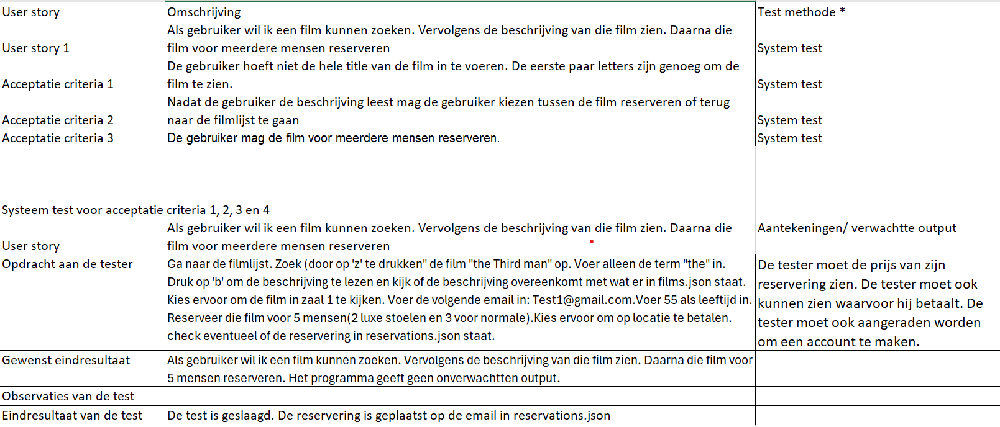 User story Omschrijving Test methode *
Als gebruiker wil ik een film kunnen zoeken. Vervolgens de beschrijving van die film zien. Daarna die
User story 1 film voor meerdere mensen reserveren System test
De gebruiker hoeft niet de hele title van de film in te voeren. De eerste paar letters zijn genoeg om de
Acceptatie criteria 1 film te zien. System test
Nadat de gebruiker de beschrijving leest mag de gebruiker kiezen tussen de film reserveren of terug
Acceptatie criteria 2 naar de filmlijst te gaan System test
Acceptatie criteria 3 De gebruiker mag de film voor meerdere mensen reserveren. System test
Systeem test voor acceptatie criteria 1, 2, 3 en 4
Als gebruiker wil ik een film kunnen zoeken. Vervolgens de beschrijving van die film zien. Daarna die Aantekeningen/ verwachtte output
User story film voor meerdere mensen reserveren
Opdracht aan de tester
Ga naar de filmlijst. Zoek (door op 'z' te drukken" de film "the Third man" op. Voer alleen de term "the" in.
Druk op 'b' om de beschrijving te lezen en kijk of de beschrijving overeenkomt met wat er in films.json staat.
Kies ervoor om de film in zaal 1 te kijken. Voer de volgende email in: Test1@gmail.com.Voer 55 als leeftijd in.
Reserveer die film voor 5 mensen(2 luxe stoelen en 3 voor normale).Kies ervoor om op locatie te betalen.
check eventueel of de reservering in reservations.json staat.
De tester moet de prijs van zijn
reservering zien. De tester moet ook
kunnen zien waarvoor hij betaalt. De
tester moet ook aangeraden worden
om een account te maken.
Gewenst eindresultaat
Als gebruiker wil ik een film kunnen zoeken. Vervolgens de beschrijving van die film zien. Daarna die film voor
5 mensen reserveren. Het programma geeft geen onverwachtten output.
Observaties van de test
Eindresultaat van de test De test is geslaagd. De reservering is geplaatst op de email in reservations.json